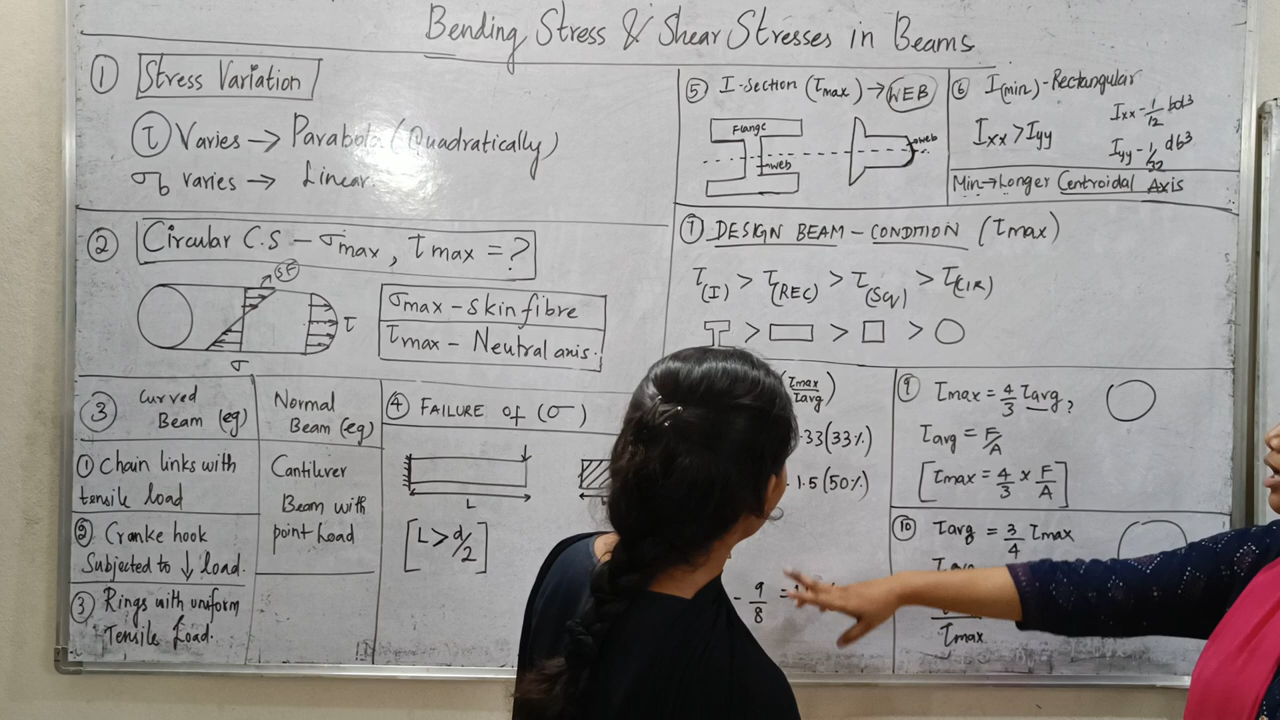 Bending Stress & Shear Stresses in Beams
① Stress Variation
τ Varies → Parabola (Quadratically)
σb varies → Linear
② Circular C.S - σmax, τmax = ?
SF
τ
σ
σmax - skin fibre
τmax - Neutral axis.
③ Curved Beam (eg)
① Chain links with
tensile load
② Cranke hook
Subjected to ↓ load.
③ Rings with uniform
Tensile Load.
Normal
Beam (eg)
Cantilever
Beam with
point Load
④ FAILURE of (σ)
L
[L > d/2]
⑤ I-section (τmax) → WEB
Flange
web
web
⑥ I(min) - Rectangular
Ixx > Iyy
Ixx - 1/12 bd3
Iyy - 1/32 db3
Min → Longer Centroidal Axis
⑦ DESIGN BEAM - CONDITION (τmax)
τ(I) > τ(REC) > τ(Sq) > τ(CIR)
> > >
(τmax/τavg)
.33 (33%)
1.5 (50%)
- 9/8 =
⑨ τmax = 4/3 τavg,
τavg = F/A
[τmax = 4/3 × F/A]
⑩ τavg = 3/4 τmax
τmax